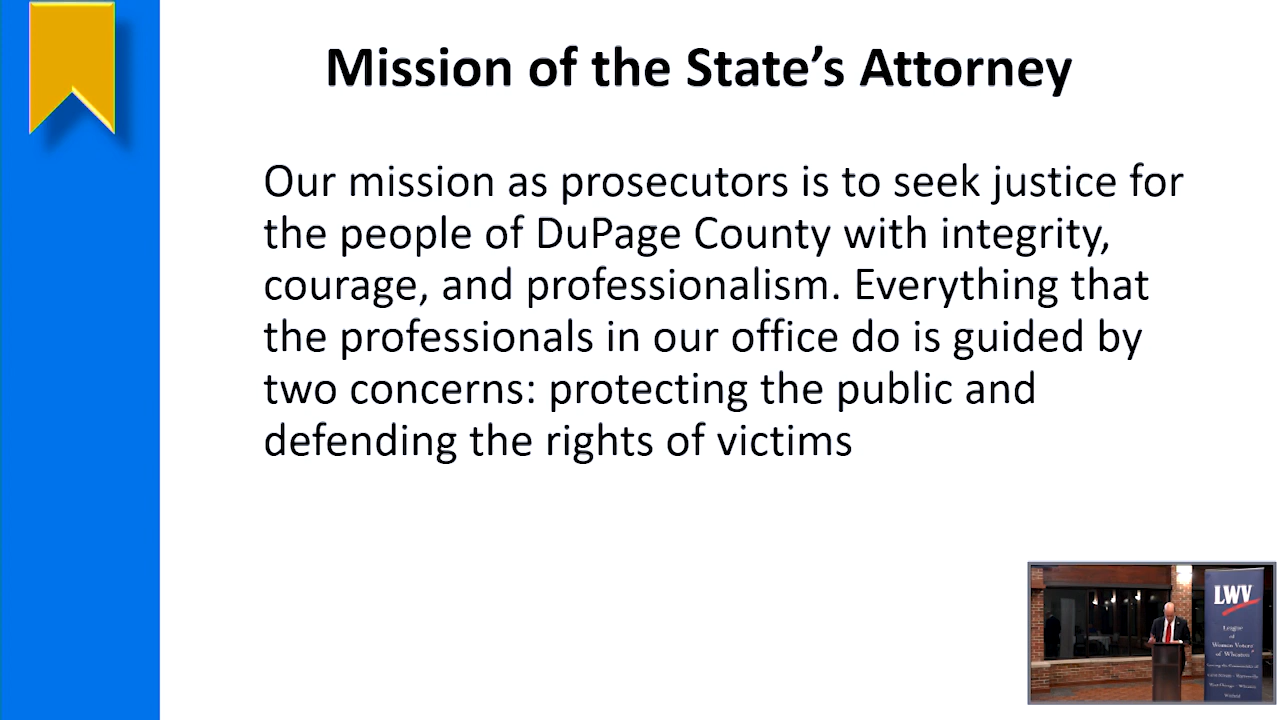 Mission of the State’s Attorney
Our mission as prosecutors is to seek justice for
the people of DuPage County with integrity,
courage, and professionalism. Everything that
the professionals in our office do is guided by
two concerns: protecting the public and
defending the rights of victims
LWV
League
of
Women Voters
of Wheaton